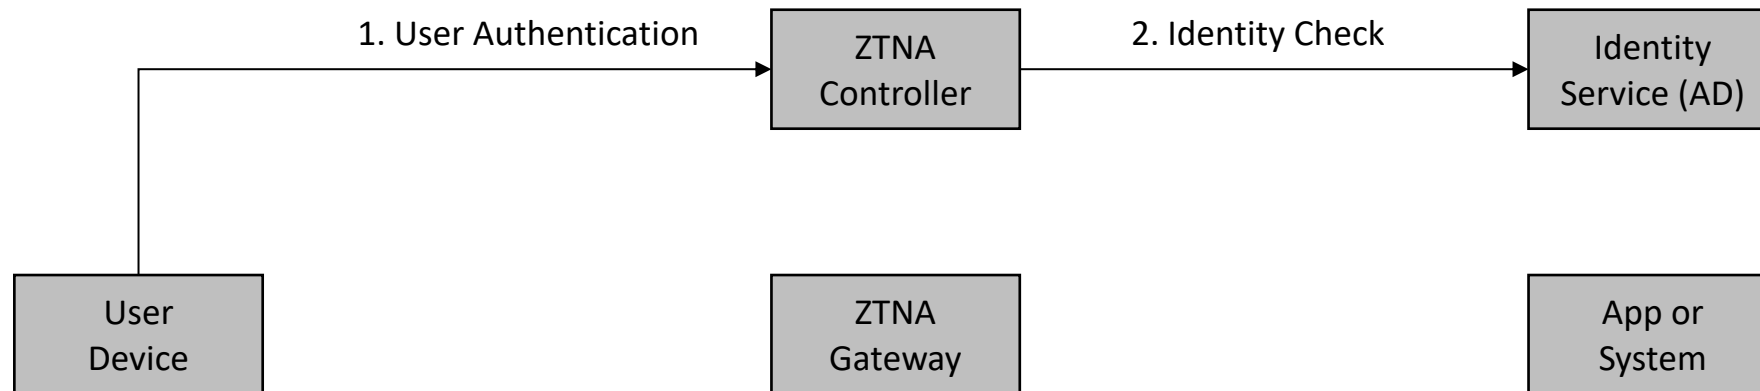 1. User Authentication
ZTNA
Controller
2. Identity Check
Identity
Service (AD)
User
Device
ZTNA
Gateway
App or
System